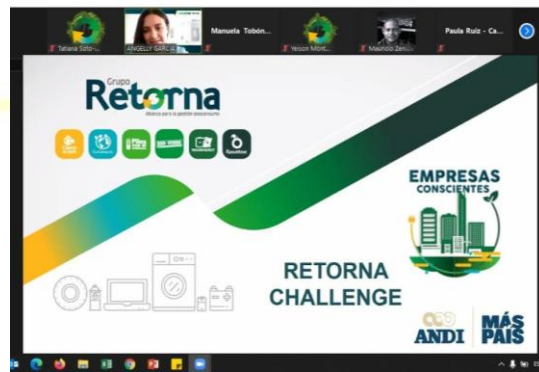 Tatiana Soto-...
ANGELLY GARCIA
Manuela Tobón...
Yeison Mont...
Mauricio Zen...
Paula Ruiz - Ca...
Grupo
Retorna
EMPRESAS
CONSCIENTES
RETORNA
CHALLENGE
ANDI
MÁS
PAÍS